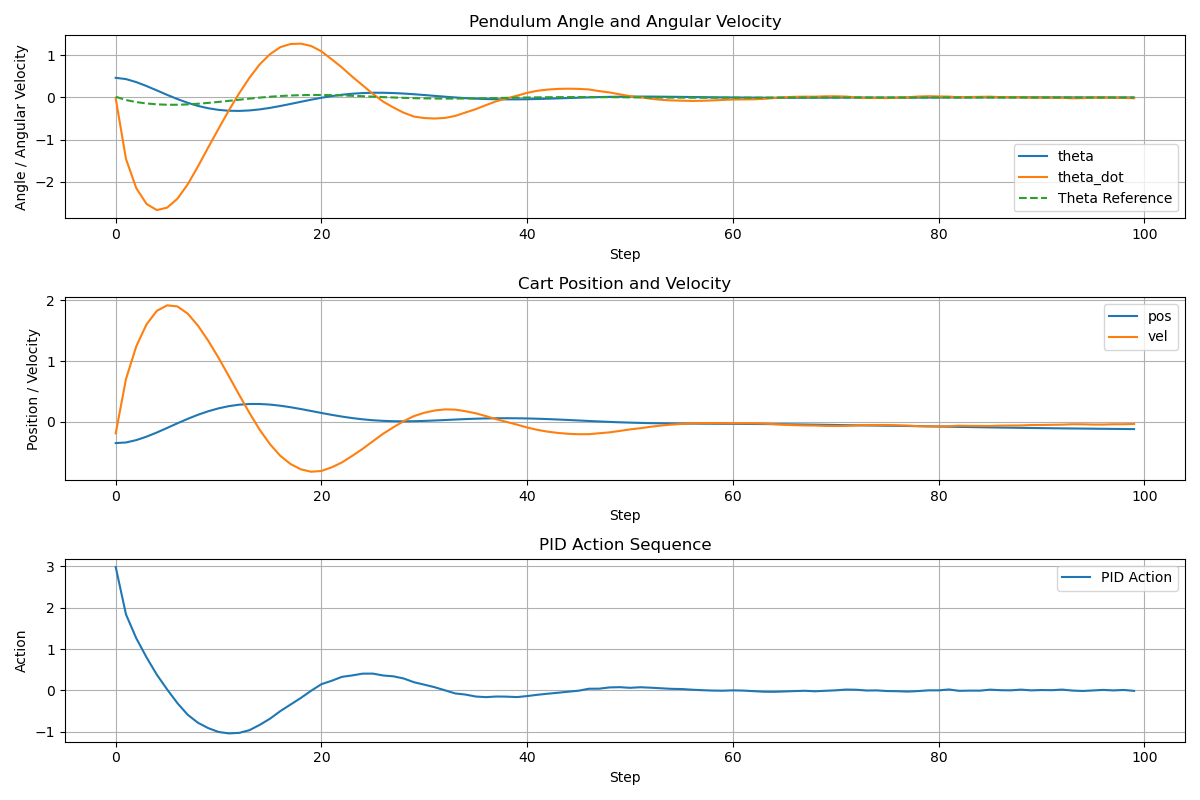 Pendulum Angle and Angular Velocity
Angle / Angular Velocity
1
0
−1
−2
theta
theta_dot
Theta Reference
0 20 40 60 80 100
Step
Cart Position and Velocity
Position / Velocity
2
1
0
pos
vel
0 20 40 60 80 100
Step
PID Action Sequence
Action
3
2
1
0
−1
PID Action
0 20 40 60 80 100
Step